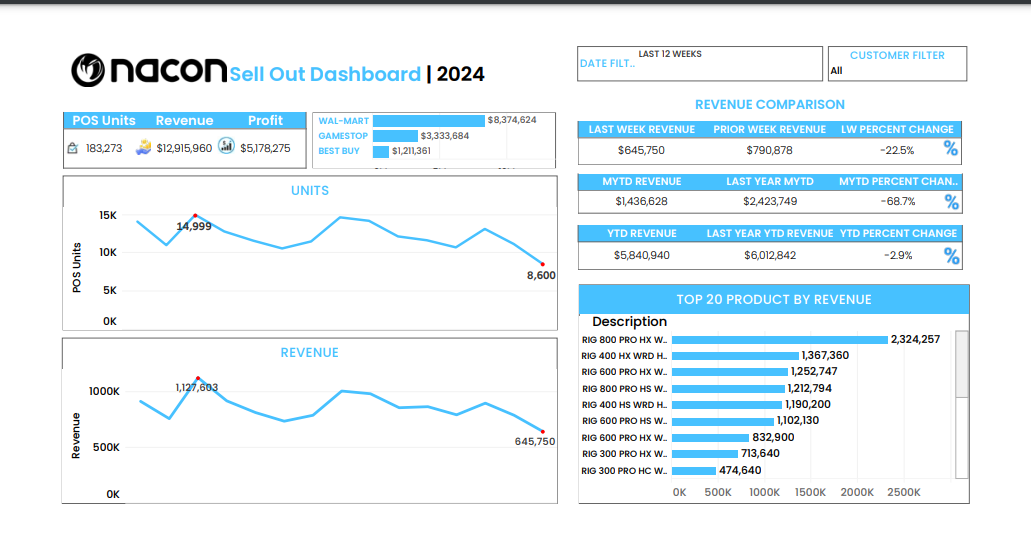 nacon Sell Out Dashboard | 2024
LAST 12 WEEKS
DATE FILT..
CUSTOMER FILTER
All
POS Units Revenue Profit
183,273 $12,915,960 $5,178,275
WAL-MART $8,374,624
GAMESTOP $3,333,684
BEST BUY $1,211,361
UNITS
15K
10K
5K
0K
POS Units
14,999
8,600
REVENUE
1000K
500K
0K
Revenue
1,127,603
645,750
REVENUE COMPARISON
LAST WEEK REVENUE PRIOR WEEK REVENUE LW PERCENT CHANGE
$645,750 $790,878 -22.5% %
MYTD REVENUE LAST YEAR MYTD MYTD PERCENT CHAN..
$1,436,628 $2,423,749 -68.7% %
YTD REVENUE LAST YEAR YTD REVENUE YTD PERCENT CHANGE
$5,840,940 $6,012,842 -2.9% %
TOP 20 PRODUCT BY REVENUE
Description
RIG 800 PRO HX W.. 2,324,257
RIG 400 HX WRD H.. 1,367,360
RIG 600 PRO HX W.. 1,252,747
RIG 800 PRO HS W.. 1,212,794
RIG 400 HS WRD H.. 1,190,200
RIG 600 PRO HS W.. 1,102,130
RIG 600 PRO HX W.. 832,900
RIG 300 PRO HX W.. 713,640
RIG 300 PRO HC W.. 474,640
0K 500K 1000K 1500K 2000K 2500K